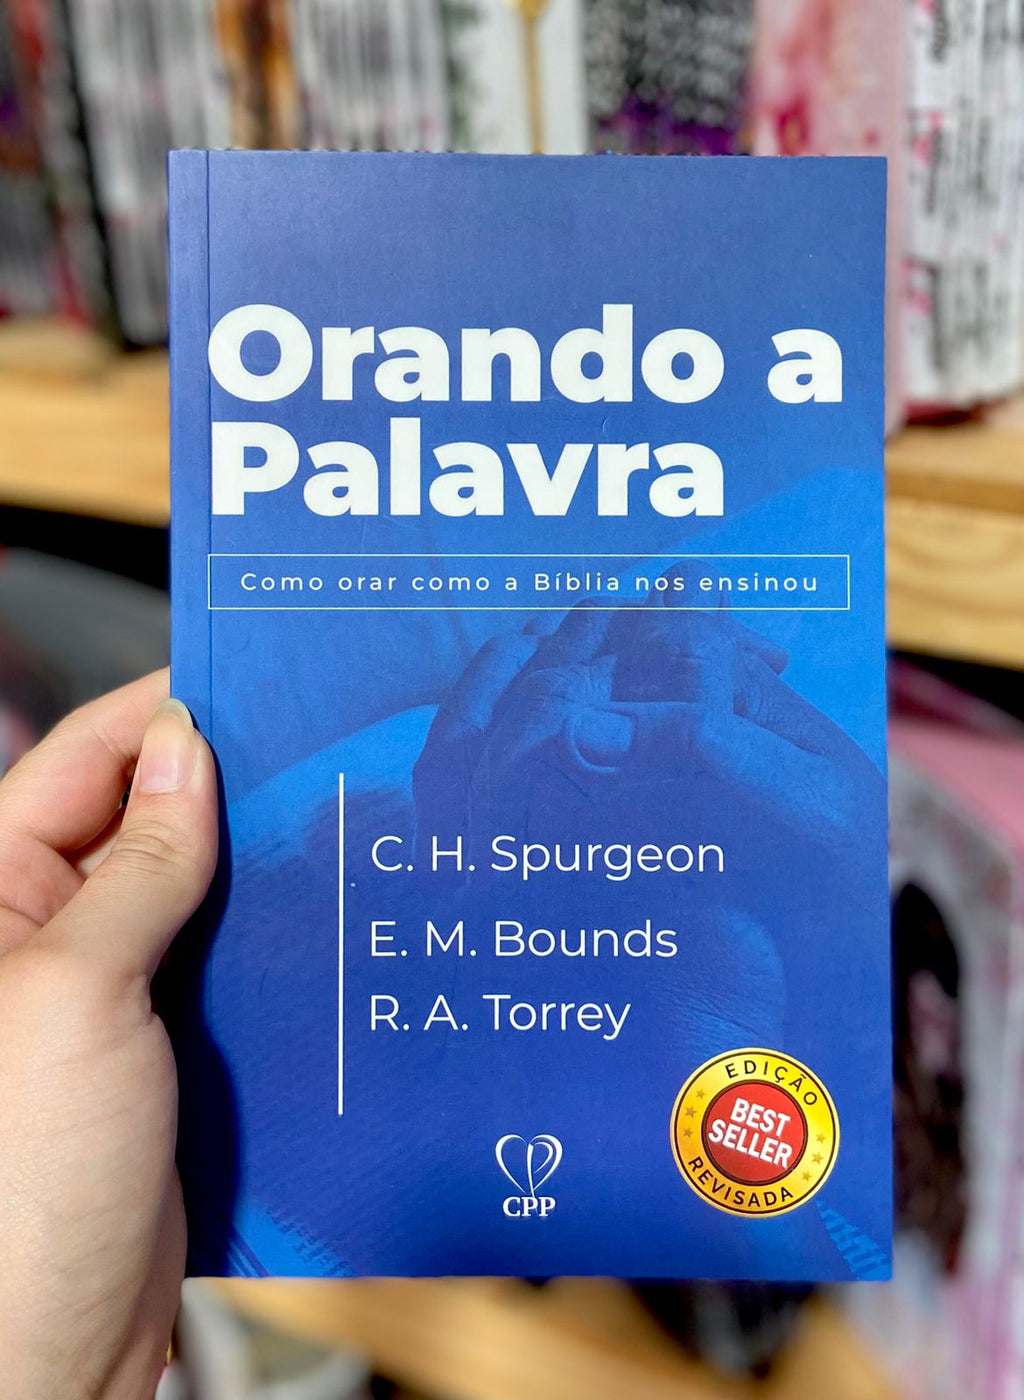 Orando a
Palavra
Como orar como a Bíblia nos ensinou
C. H. Spurgeon
E. M. Bounds
R. A. Torrey
EDIÇÃO
BEST
SELLER
REVISADA
CPP